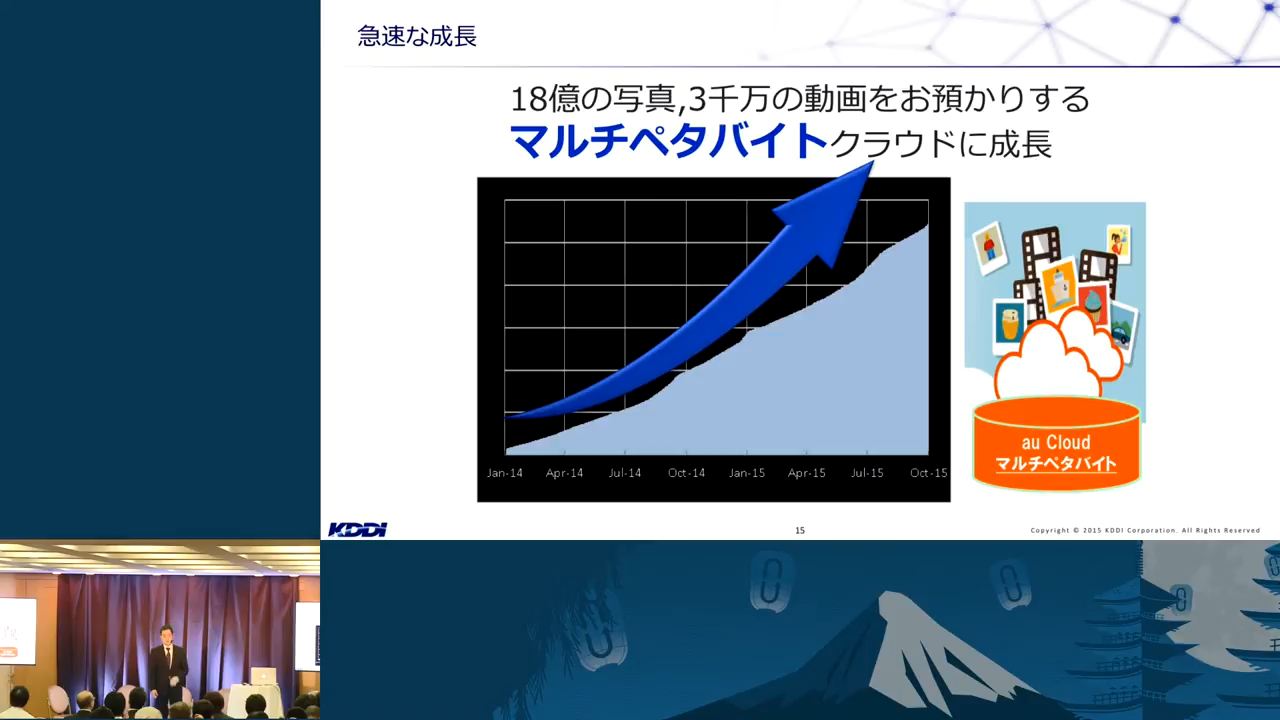 急速な成長
18億の写真,3千万の動画をお預かりする
マルチペタバイトクラウドに成長
Jan-14 Apr-14 Jul-14 Oct-14 Jan-15 Apr-15 Jul-15 Oct-15
au Cloud
マルチペタバイト
KDDI
15
Copyright © 2015 KDDI Corporation. All Rights Reserved